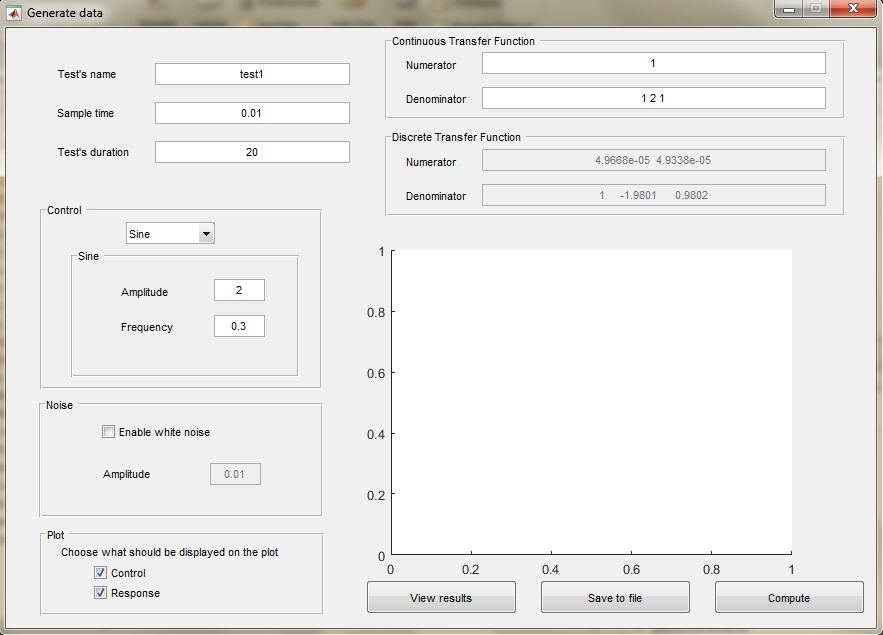 Generate data
Test's name
test1
Sample time
0.01
Test's duration
20
Continuous Transfer Function
Numerator
1
Denominator
1 2 1
Discrete Transfer Function
Numerator
4.9668e-05 4.9338e-05
Denominator
1 -1.9801 0.9802
Control
Sine
Sine
Amplitude
2
Frequency
0.3
Noise
Enable white noise
Amplitude
0.01
Plot
Choose what should be displayed on the plot
Control
Response
1
0.8
0.6
0.4
0.2
0
0 0.2 0.4 0.6 0.8 1
View results
Save to file
Compute